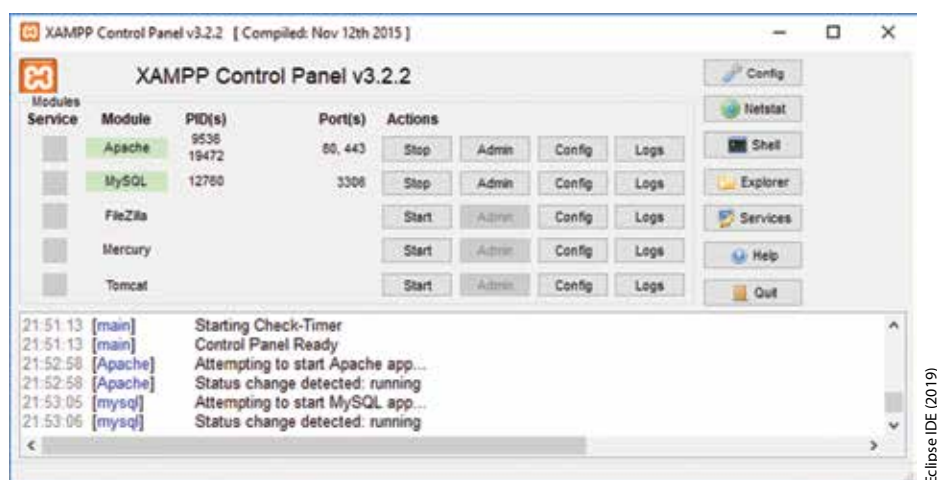 XAMPP Control Panel v3.2.2 [ Compiled: Nov 12th 2015 ]
XAMPP Control Panel v3.2.2
Config
Modules
Service Module PID(s) Port(s) Actions
Netstat
Apache 9536 19472 80, 443 Stop Admin Config Logs
Shell
MySQL 12760 3306 Stop Admin Config Logs
Explorer
FileZilla Start Admin Config Logs
Services
Mercury Start Admin Config Logs
Help
Tomcat Start Admin Config Logs
Quit
21:51:13 [main] Starting Check-Timer
21:51:13 [main] Control Panel Ready
21:52:58 [Apache] Attempting to start Apache app...
21:52:58 [Apache] Status change detected: running
21:53:05 [mysql] Attempting to start MySQL app...
21:53:06 [mysql] Status change detected: running
Eclipse IDE (2019)